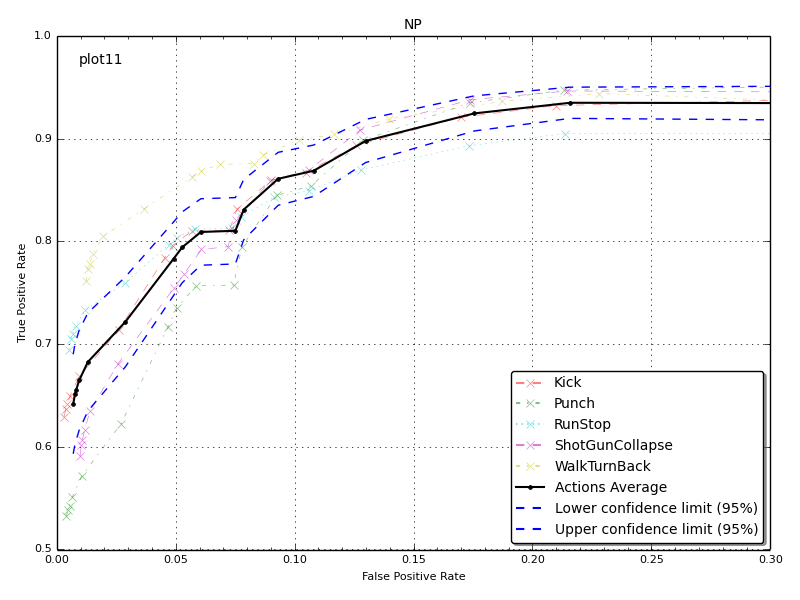 NP
plot11
1.0
0.9
0.8
0.7
0.6
0.5
True Positive Rate
Kick
Punch
RunStop
ShotGunCollapse
WalkTurnBack
Actions Average
Lower confidence limit (95%)
Upper confidence limit (95%)
0.00 0.05 0.10 0.15 0.20 0.25 0.30
False Positive Rate